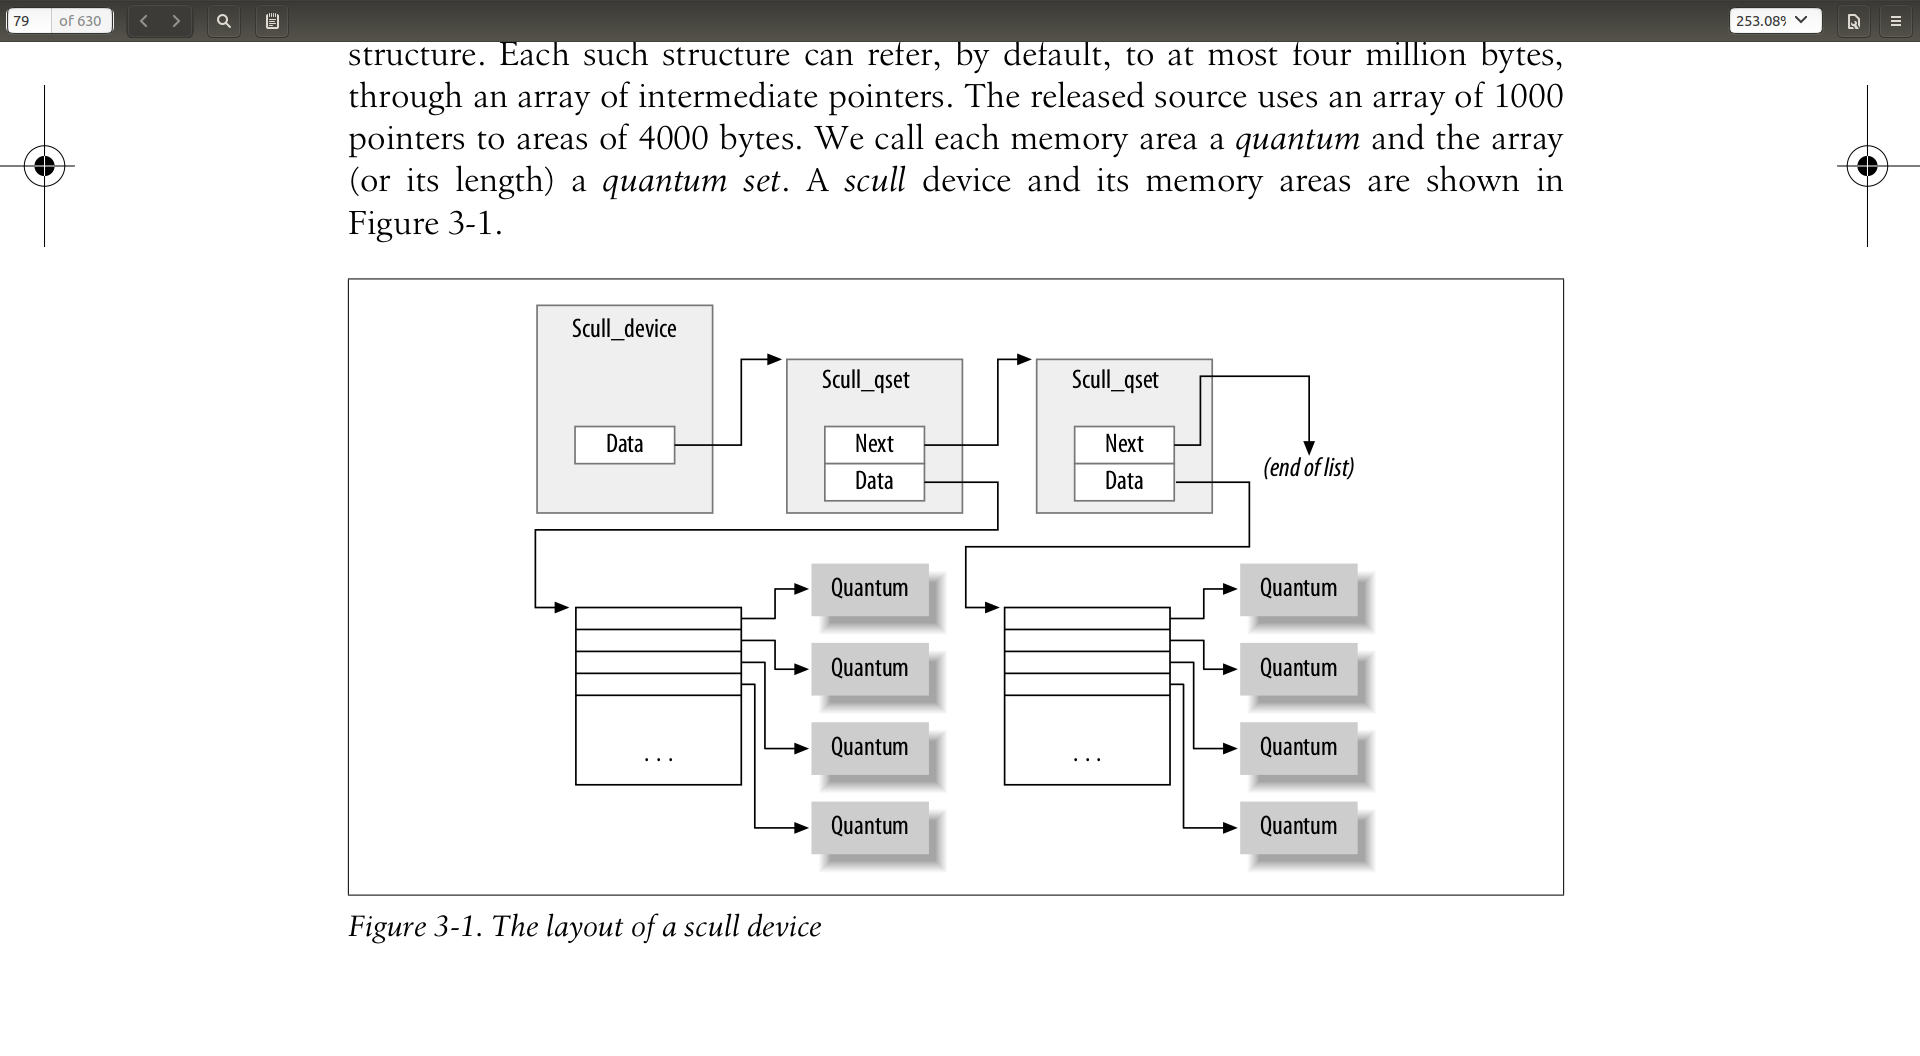 79 of 630 253.08%
structure. Each such structure can refer, by default, to at most four million bytes,
through an array of intermediate pointers. The released source uses an array of 1000
pointers to areas of 4000 bytes. We call each memory area a quantum and the array
(or its length) a quantum set. A scull device and its memory areas are shown in
Figure 3-1.
Scull_device
Scull_qset
Scull_qset
Data
Next
Next
(end of list)
Data
Data
Quantum
Quantum
Quantum
Quantum
. . .
Quantum
. . .
Quantum
Quantum
Quantum
Figure 3-1. The layout of a scull device